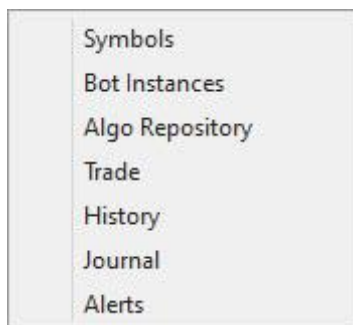 Symbols
Bot Instances
Algo Repository
Trade
History
Journal
Alerts